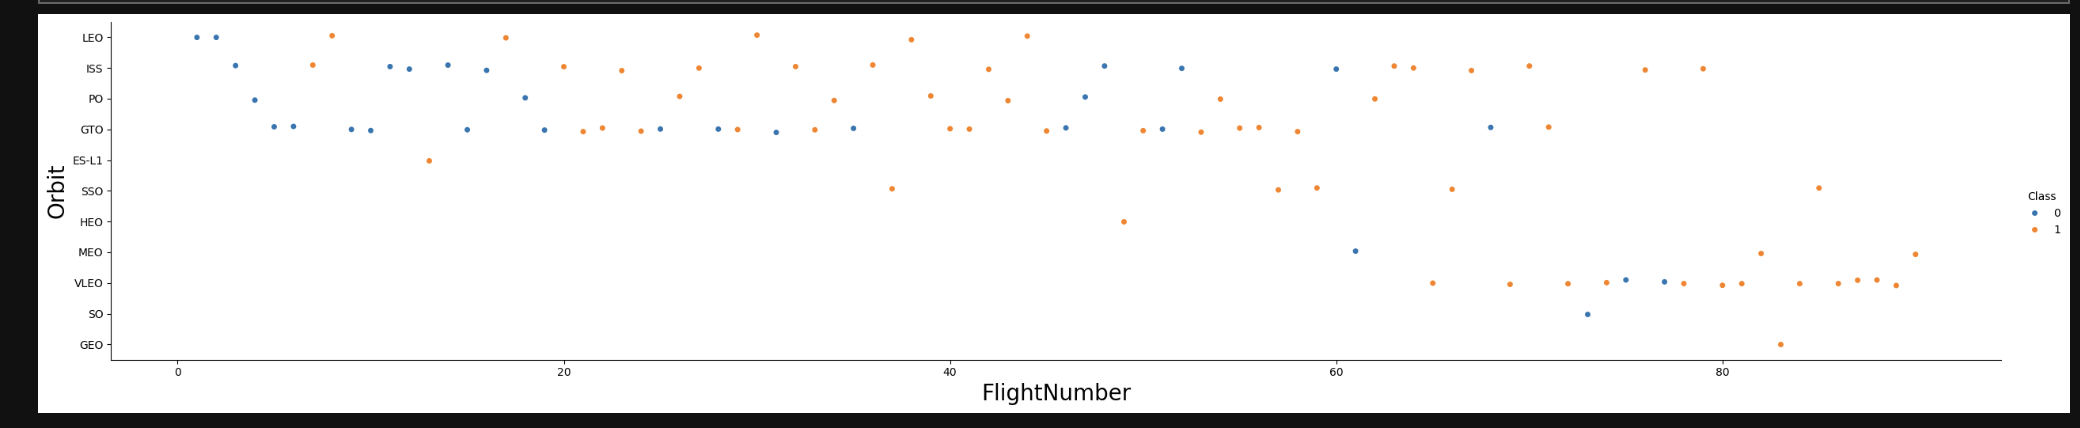 LEO
ISS
PO
GTO
ES-L1
SSO
HEO
MEO
VLEO
SO
GEO
Orbit
0 20 40 60 80
FlightNumber
Class
0
1